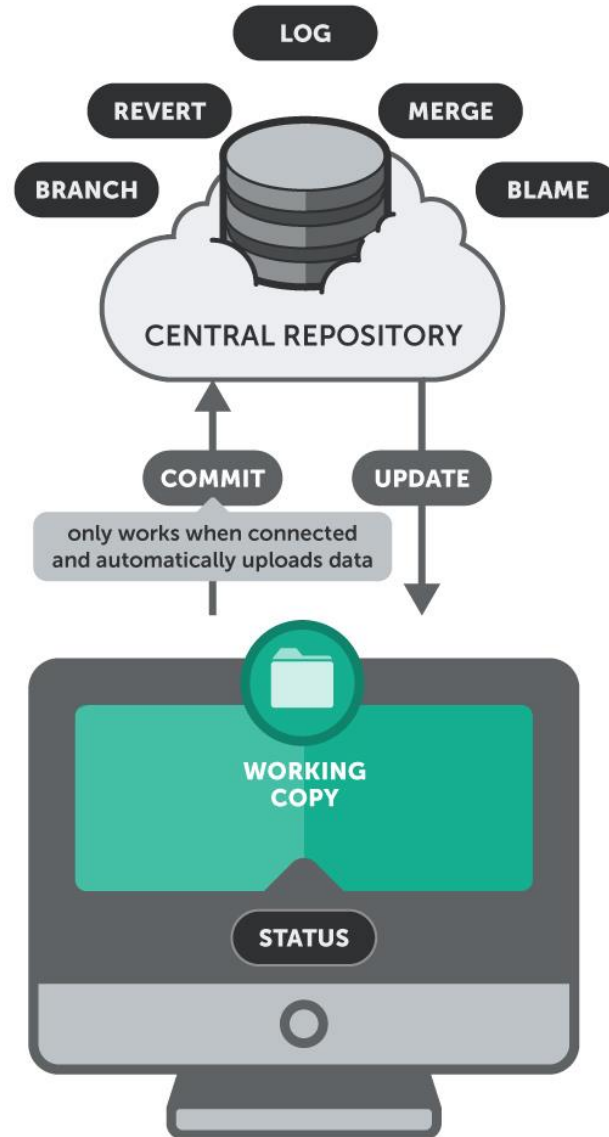 LOG
REVERT
MERGE
BRANCH
BLAME
CENTRAL REPOSITORY
COMMIT
UPDATE
only works when connected
and automatically uploads data
WORKING
COPY
STATUS